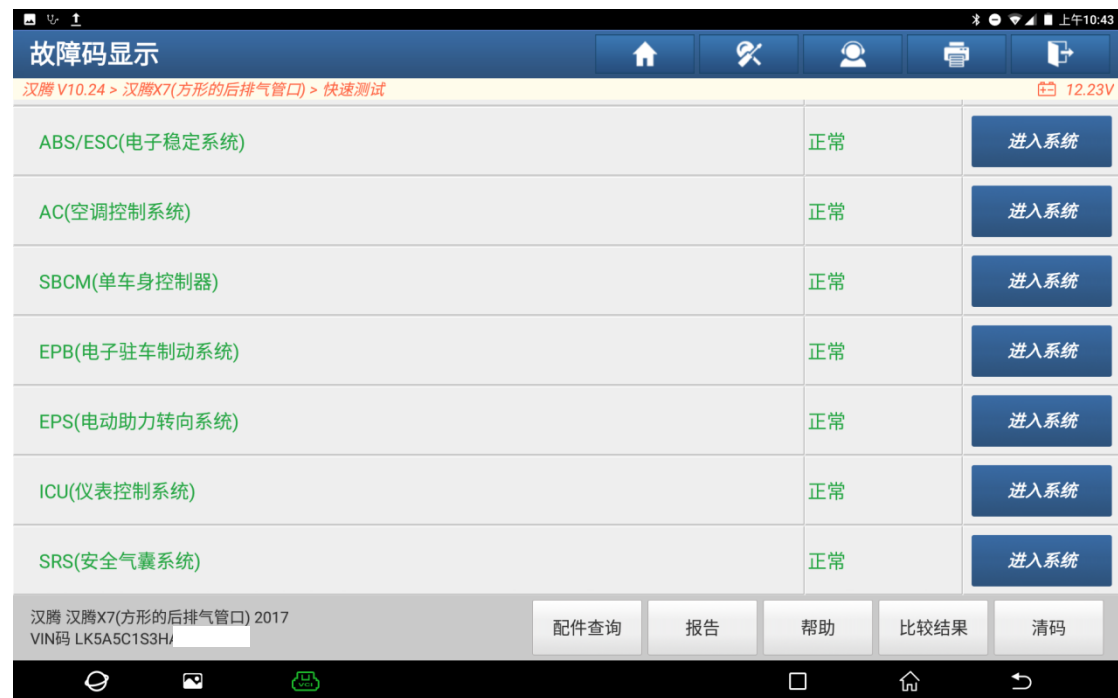 上午10:43
故障码显示
汉腾 V10.24 > 汉腾X7(方形的后排气管口) > 快速测试
12.23V
ABS/ESC(电子稳定系统) 正常 进入系统
AC(空调控制系统) 正常 进入系统
SBCM(单车身控制器) 正常 进入系统
EPB(电子驻车制动系统) 正常 进入系统
EPS(电动助力转向系统) 正常 进入系统
ICU(仪表控制系统) 正常 进入系统
SRS(安全气囊系统) 正常 进入系统
汉腾 汉腾X7(方形的后排气管口) 2017
VIN码 LK5A5C1S3H
配件查询 报告 帮助 比较结果 清码
VCI